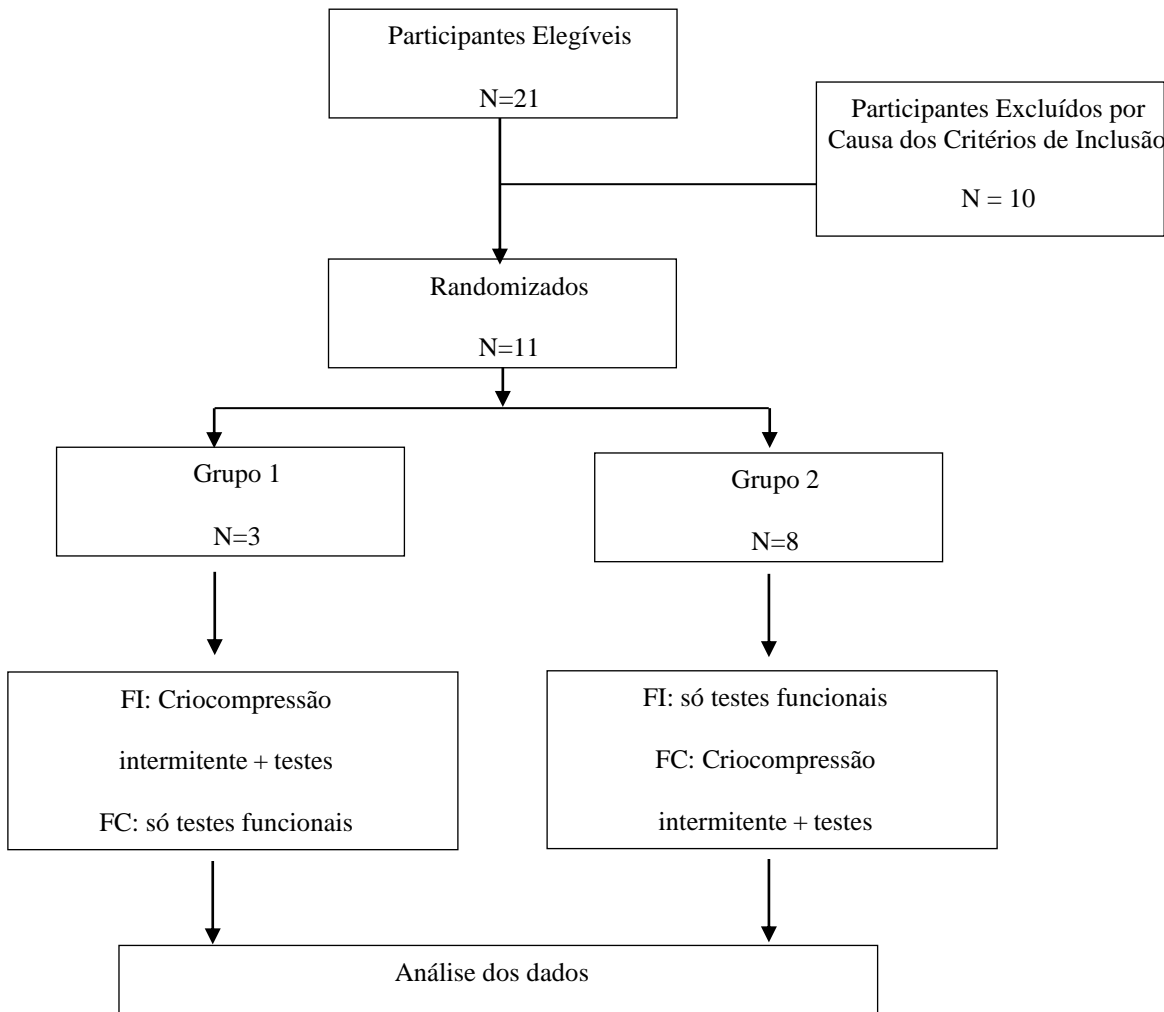 Participantes Elegíveis
N=21
Participantes Excluídos por
Causa dos Critérios de Inclusão
N = 10
Randomizados
N=11
Grupo 1
N=3
Grupo 2
N=8
FI: Criocompressão
intermitente + testes
FC: só testes funcionais
FI: só testes funcionais
FC: Criocompressão
intermitente + testes
Análise dos dados